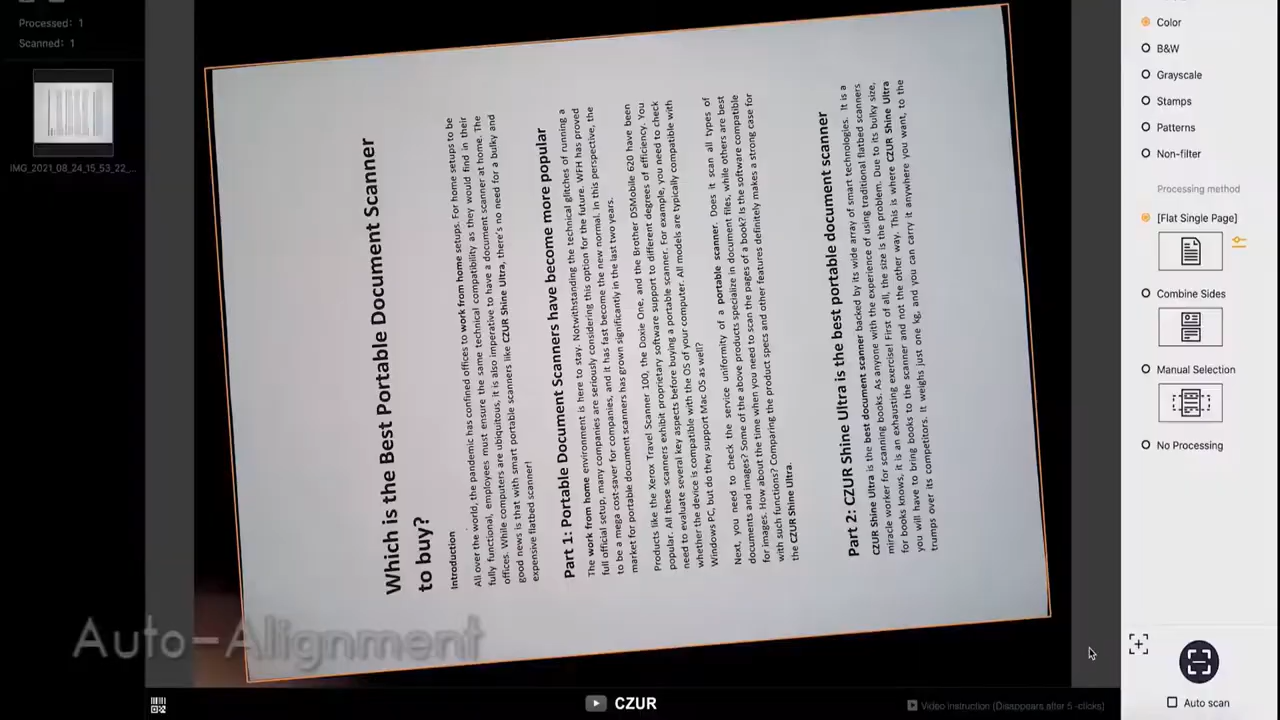 Processed: 1
Scanned: 1
IMG_2021_08_24_15_53_22_...
Which is the Best Portable Document Scanner
to buy?
Introduction
All over the world, the pandemic has confined offices to work from home setups. For home setups to be
fully functional, employees must ensure the same technical compatibility as they would find in their
offices. While computers are ubiquitous, it is also imperative to have a document scanner at home. The
good news is that with smart portable scanners like CZUR Shine Ultra, there's no need for a bulky and
expensive flatbed scanner!
Part 1: Portable Document Scanners have become more popular
The work from home environment is here to stay. Notwithstanding the technical glitches of running a
full official setup, many companies are seriously considering this option for the future. WFH has proved
to be a mega cost-saver for companies, and it has fast become the new normal. In this perspective, the
market for portable document scanners has grown significantly in the last two years.
Products like the Xerox Travel Scanner 100, the Doxie One, and the Brother DSMobile 620 have been
popular. All these scanners exhibit proprietary software support to different degrees of efficiency. You
need to evaluate several key aspects before buying a portable scanner. For example, you need to check
whether the device is compatible with the OS of your computer. All models are typically compatible with
Windows PC, but do they support Mac OS as well?
Next, you need to check the service uniformity of a portable scanner. Does it scan all types of
documents and images? Some of the above products specialize in document files, while others are best
for images. How about the time when you need to scan the pages of a book? Is the software compatible
with such functions? Comparing the product specs and other features definitely makes a strong case for
the CZUR Shine Ultra.
Part 2: CZUR Shine Ultra is the best portable document scanner
CZUR Shine Ultra is the best document scanner backed by its wide array of smart technologies. It is a
miracle worker for scanning books. As anyone with the experience of using traditional flatbed scanners
for books knows, it is an exhausting exercise! First of all, the size is the problem. Due to its bulky size,
you will have to bring books to the scanner and not the other way. This is where CZUR Shine Ultra
trumps over its competitors. It weighs just one kg, and you can carry it anywhere you want, to the
Auto-Alignment
CZUR
Video instruction (Disappears after 5 -clicks)
Color
B&W
Grayscale
Stamps
Patterns
Non-filter
Processing method
[Flat Single Page]
Combine Sides
Manual Selection
No Processing
Auto scan